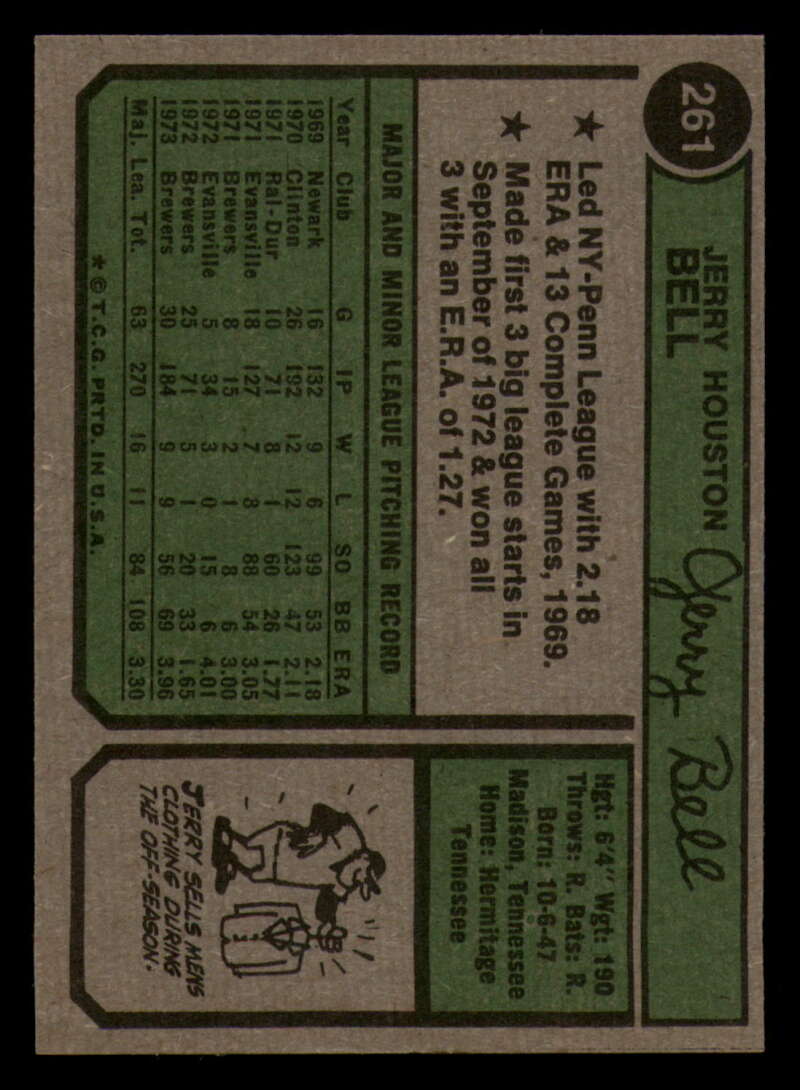 261
JERRY HOUSTON
BELL
Jerry Bell
★ Led NY-Penn League with 2.18
ERA & 13 Complete Games, 1969.
★ Made first 3 big league starts in
September of 1972 & won all
3 with an E.R.A. of 1.27.
MAJOR AND MINOR LEAGUE PITCHING RECORD
Year Club G IP W L SO BB ERA
1969 Newark 16 132 9 6 99 53 2.18
1970 Clinton 26 192 12 12 123 47 2.11
1971 Ral-Dur 10 71 8 1 60 26 1.77
1971 Evansville 18 127 7 8 88 54 3.05
1971 Brewers 8 15 2 1 8 6 3.00
1972 Evansville 5 34 3 0 15 6 4.01
1972 Brewers 25 71 5 1 20 33 1.65
1973 Brewers 30 184 9 9 56 69 3.96
Maj. Lea. Tot. 63 270 16 11 84 108 3.30
* © T.C.G. PRTD. IN U.S.A.
Hgt: 6'4" Wgt: 190
Throws: R. Bats: R.
Born: 10-6-47
Madison, Tennessee
Home: Hermitage
Tennessee
JERRY SELLS MEN'S
CLOTHING DURING
THE OFF-SEASON.